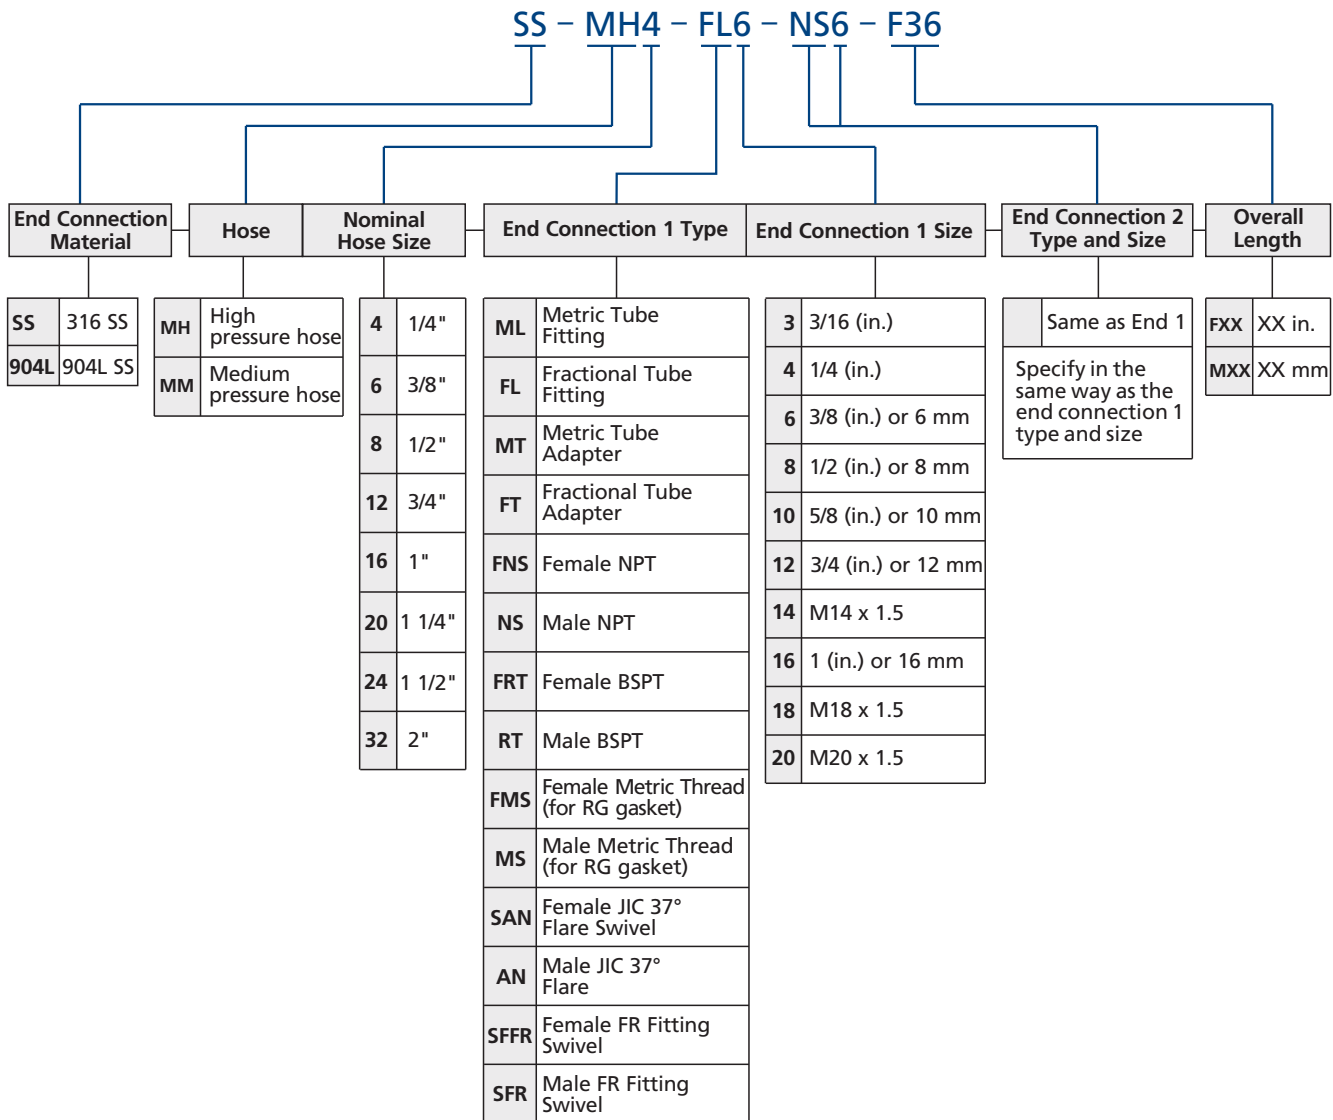 SS – MH4 – FL6 – NS6 – F36
End Connection
Material
Hose
Nominal
Hose Size
End Connection 1 Type
End Connection 1 Size
End Connection 2
Type and Size
Overall
Length
SS 316 SS
904L 904L SS
MH High
pressure hose
MM Medium
pressure hose
4 1/4"
6 3/8"
8 1/2"
12 3/4"
16 1"
20 1 1/4"
24 1 1/2"
32 2"
ML Metric Tube
Fitting
FL Fractional Tube
Fitting
MT Metric Tube
Adapter
FT Fractional Tube
Adapter
FNS Female NPT
NS Male NPT
FRT Female BSPT
RT Male BSPT
FMS Female Metric Thread
(for RG gasket)
MS Male Metric Thread
(for RG gasket)
SAN Female JIC 37°
Flare Swivel
AN Male JIC 37°
Flare
SFFR Female FR Fitting
Swivel
SFR Male FR Fitting
Swivel
3 3/16 (in.)
4 1/4 (in.)
6 3/8 (in.) or 6 mm
8 1/2 (in.) or 8 mm
10 5/8 (in.) or 10 mm
12 3/4 (in.) or 12 mm
14 M14 x 1.5
16 1 (in.) or 16 mm
18 M18 x 1.5
20 M20 x 1.5
Same as End 1
Specify in the
same way as the
end connection 1
type and size
FXX XX in.
MXX XX mm